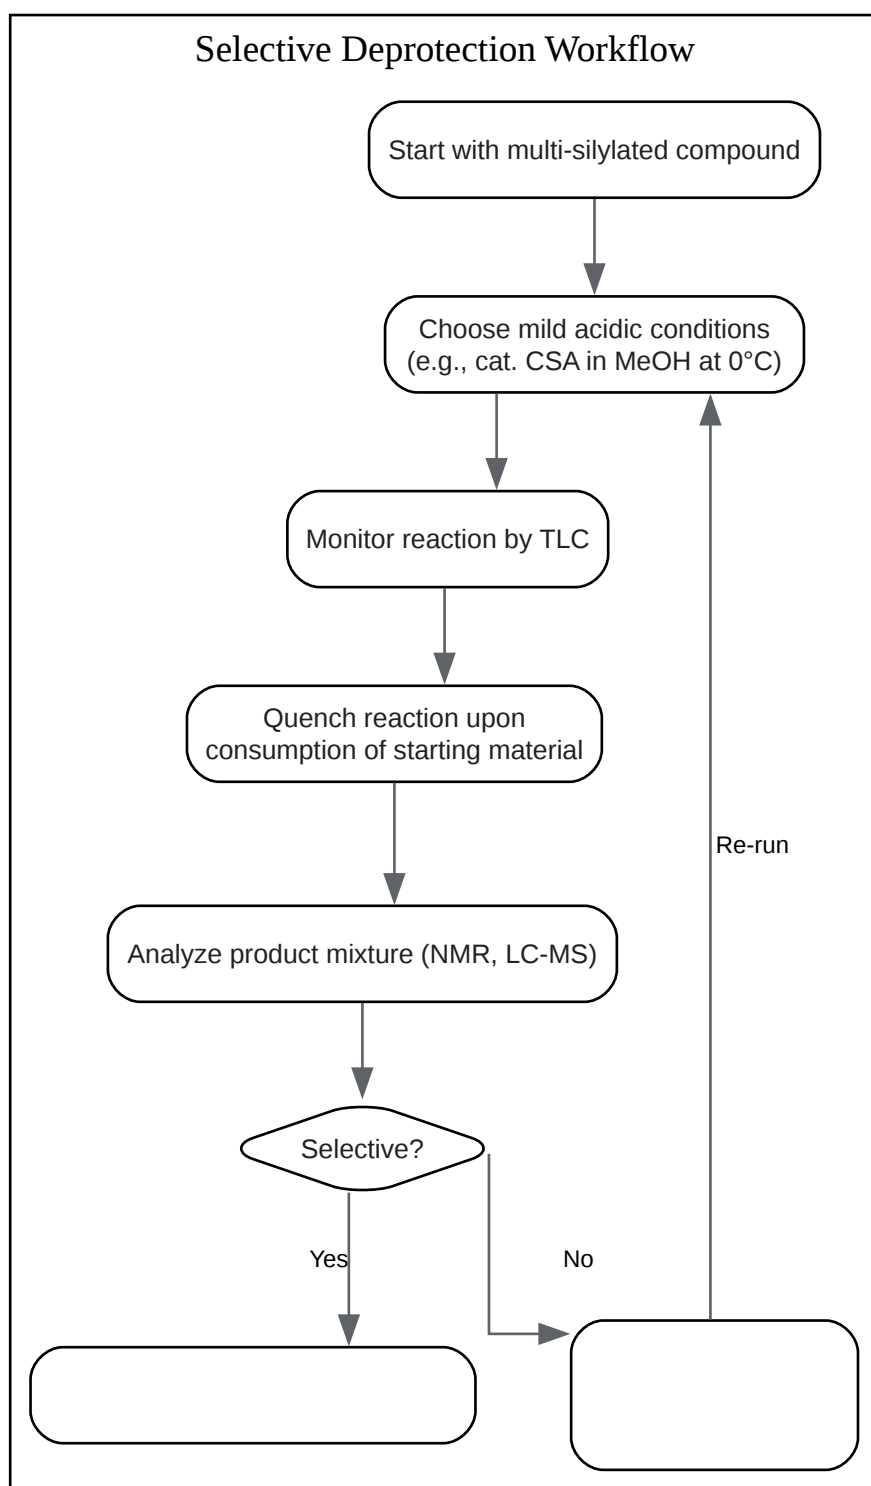 Selective Deprotection Workflow
Start with multi-silylated compound
Choose mild acidic conditions
(e.g., cat. CSA in MeOH at 0°C)
Monitor reaction by TLC
Quench reaction upon
consumption of starting material
Re-run
Analyze product mixture (NMR, LC-MS)
Selective?
Yes
No